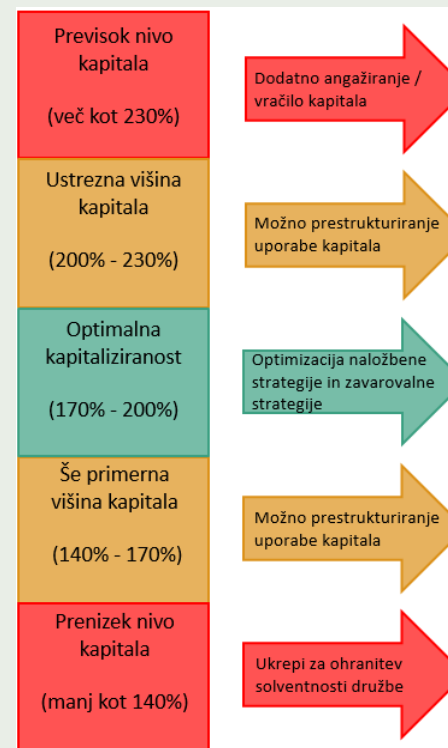 Previsok nivo
kapitala
(več kot 230%)
Dodatno angažiranje /
vračilo kapitala
Ustrezna višina
kapitala
(200% - 230%)
Možno prestrukturiranje
uporabe kapitala
Optimalna
kapitaliziranost
(170% - 200%)
Optimizacija naložbene
strategije in zavarovalne
strategije
Še primerna
višina kapitala
(140% - 170%)
Možno prestrukturiranje
uporabe kapitala
Prenizek nivo
kapitala
(manj kot 140%)
Ukrepi za ohranitev
solventnosti družbe